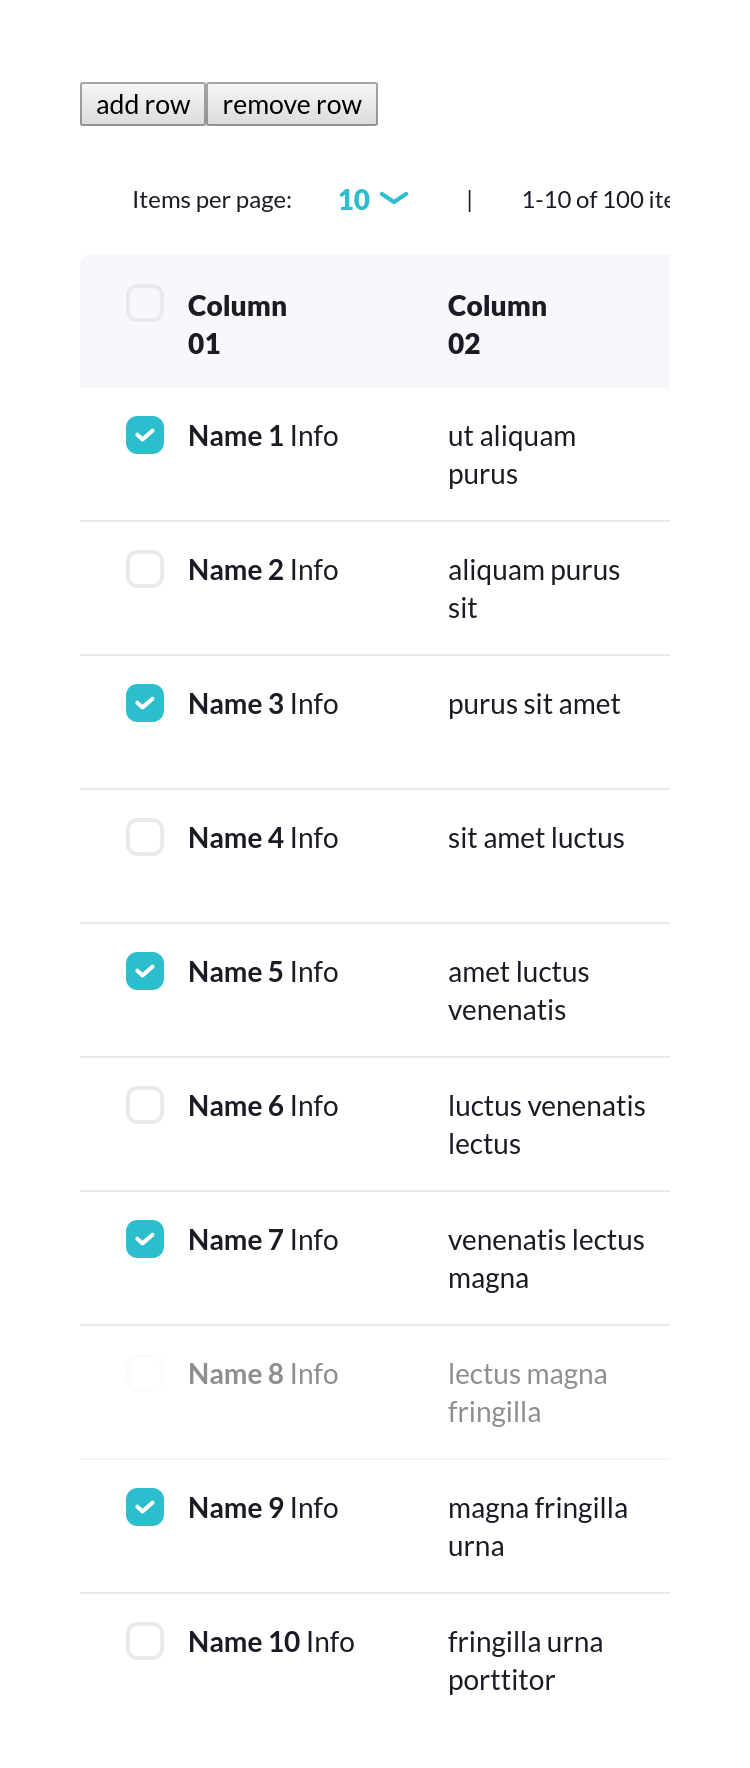 add row remove row
Items per page: 10 | 1-10 of 100 ite
Column Column
01 02
Name 1 Info ut aliquam
purus
Name 2 Info aliquam purus
sit
Name 3 Info purus sit amet
Name 4 Info sit amet luctus
Name 5 Info amet luctus
venenatis
Name 6 Info luctus venenatis
lectus
Name 7 Info venenatis lectus
magna
Name 8 Info lectus magna
fringilla
Name 9 Info magna fringilla
urna
Name 10 Info fringilla urna
porttitor